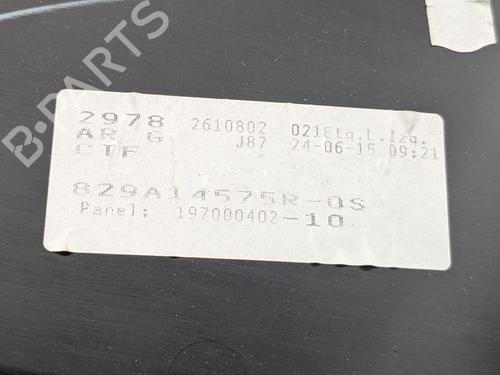 2978 2610802 0218tq.L.Izq.
AR G J87 24-06-15 09:21
CTF
829A14575R-0S
Panel: 197000402-10
B-PARTS